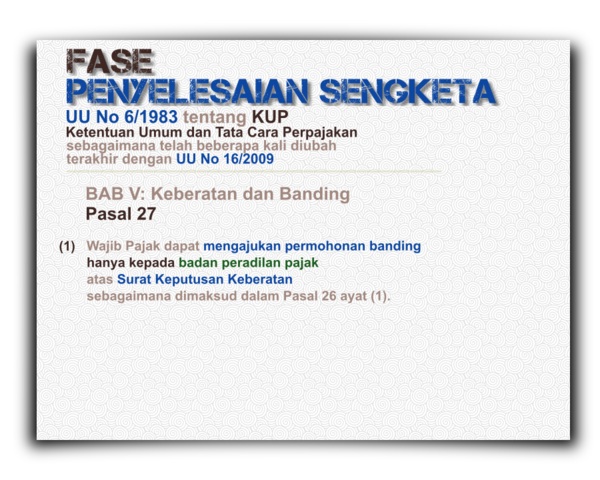 FASE
PENYELESAIAN SENGKETA
UU No 6/1983 tentang KUP
Ketentuan Umum dan Tata Cara Perpajakan
sebagaimana telah beberapa kali diubah
terakhir dengan UU No 16/2009
BAB V: Keberatan dan Banding
Pasal 27
(1) Wajib Pajak dapat mengajukan permohonan banding
hanya kepada badan peradilan pajak
atas Surat Keputusan Keberatan
sebagaimana dimaksud dalam Pasal 26 ayat (1).